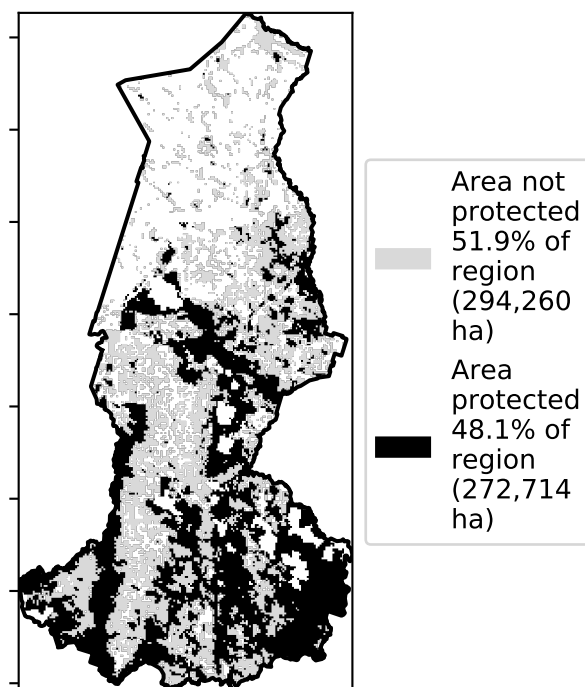 Area not
protected
51.9% of
region
(294,260
ha)
Area
protected
48.1% of
region
(272,714
ha)